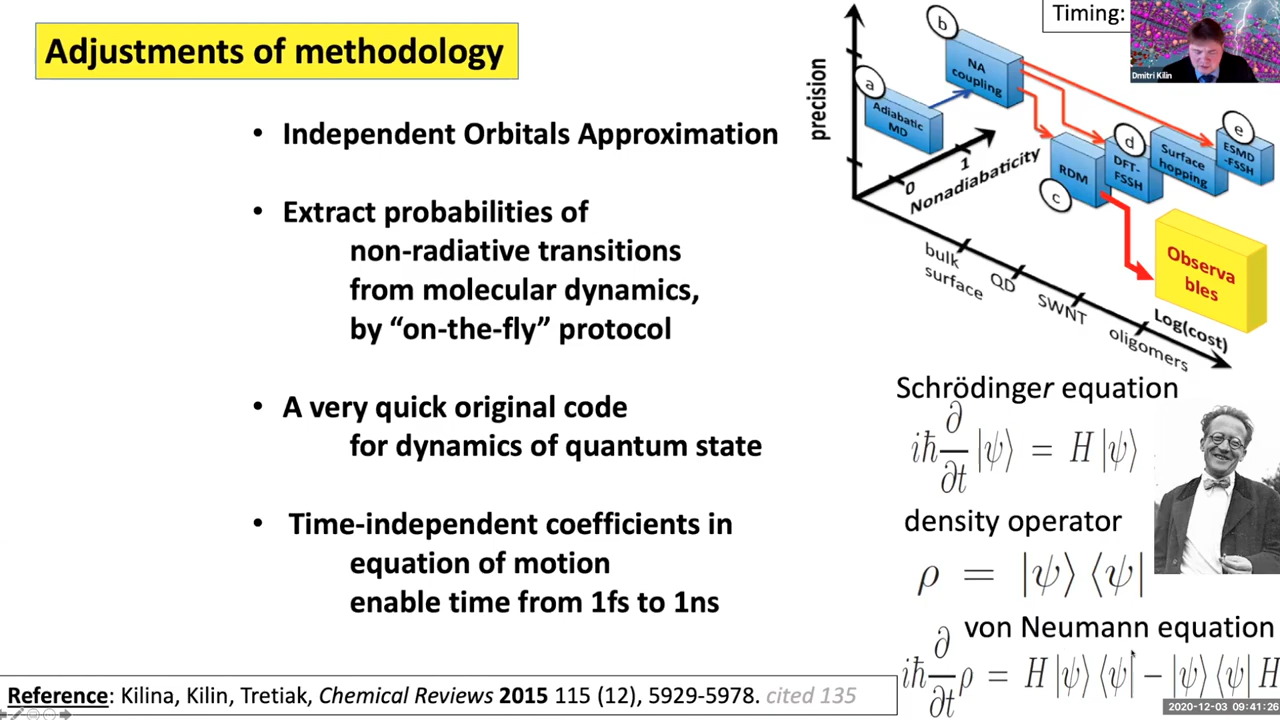 Adjustments of methodology
• Independent Orbitals Approximation
• Extract probabilities of
non-radiative transitions
from molecular dynamics,
by “on-the-fly” protocol
• A very quick original code
for dynamics of quantum state
• Time-independent coefficients in
equation of motion
enable time from 1fs to 1ns
Reference: Kilina, Kilin, Tretiak, Chemical Reviews 2015 115 (12), 5929-5978. cited 135
Timing:
Dmitri Kilin
precision
a
Adiabatic
MD
b
NA
coupling
0
1
Nonadiabaticity
c
RDM
d
DFT-
FSSH
Surface
hopping
e
ESMD
-FSSH
Observa
bles
bulk
surface
QD
SWNT
oligomers
Log(cost)
Schrödinger equation
iℏ ∂/∂t |ψ⟩ = H |ψ⟩
density operator
ρ = |ψ⟩ ⟨ψ|
von Neumann equation
iℏ ∂/∂t ρ = H |ψ⟩ ⟨ψ| − |ψ⟩ ⟨ψ| H
2020-12-03 09:41:26